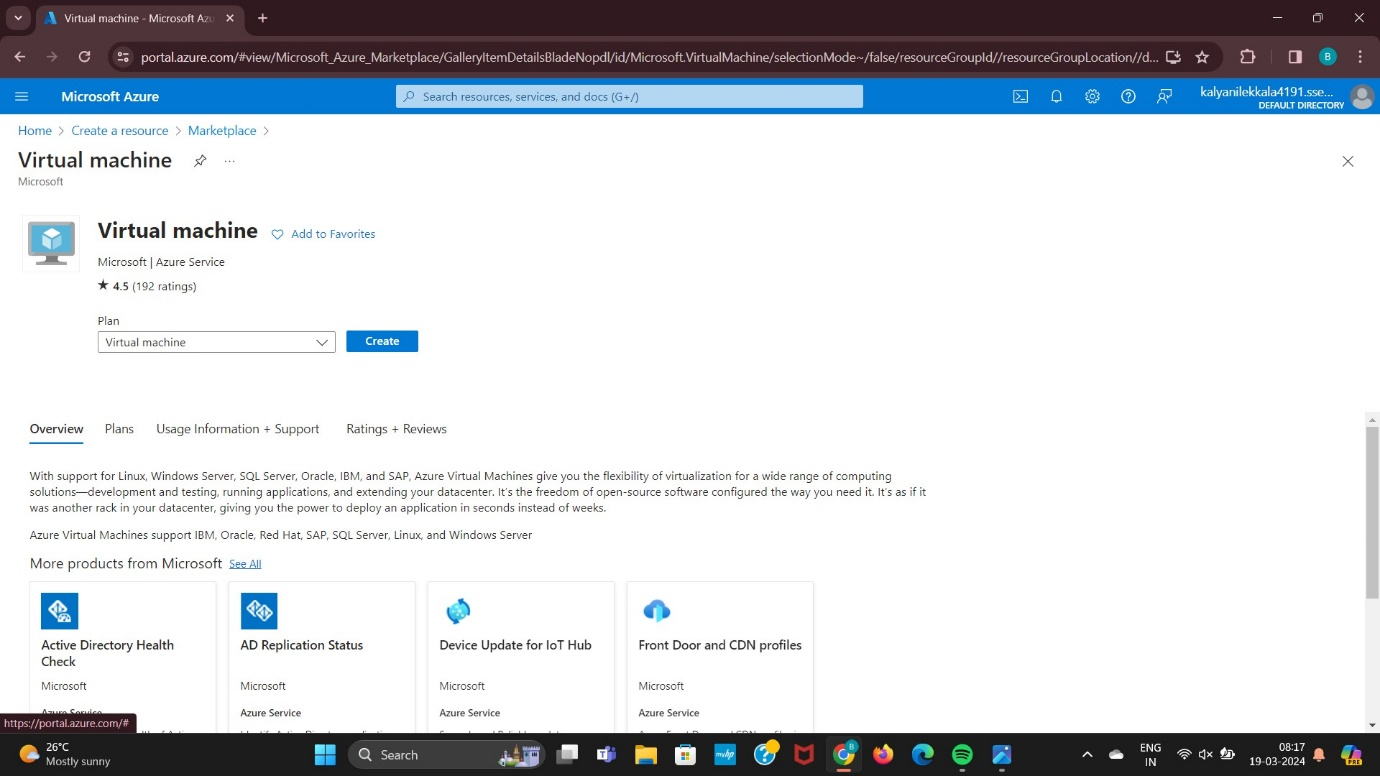 Virtual machine - Microsoft Azu
portal.azure.com/#view/Microsoft_Azure_Marketplace/GalleryItemDetailsBladeNopdl/id/Microsoft.VirtualMachine/selectionMode~/false/resourceGroupId//resourceGroupLocation//d...
B
Microsoft Azure
Search resources, services, and docs (G+/)
kalyanilekkala4191.sse...
DEFAULT DIRECTORY
Home > Create a resource > Marketplace >
Virtual machine
...
Microsoft
Virtual machine
Add to Favorites
Microsoft | Azure Service
★ 4.5 (192 ratings)
Plan
Virtual machine
Create
Overview Plans Usage Information + Support Ratings + Reviews
With support for Linux, Windows Server, SQL Server, Oracle, IBM, and SAP, Azure Virtual Machines give you the flexibility of virtualization for a wide range of computing
solutions—development and testing, running applications, and extending your datacenter. It's the freedom of open-source software configured the way you need it. It's as if it
was another rack in your datacenter, giving you the power to deploy an application in seconds instead of weeks.
Azure Virtual Machines support IBM, Oracle, Red Hat, SAP, SQL Server, Linux, and Windows Server
More products from Microsoft See All
Active Directory Health
Check
Microsoft
Azure Service
AD Replication Status
Microsoft
Azure Service
Device Update for IoT Hub
Microsoft
Azure Service
Front Door and CDN profiles
Microsoft
Azure Service
https://portal.azure.com/#
26°C
Mostly sunny
Search
myhp
B
ENG
IN
08:17
19-03-2024
PRE